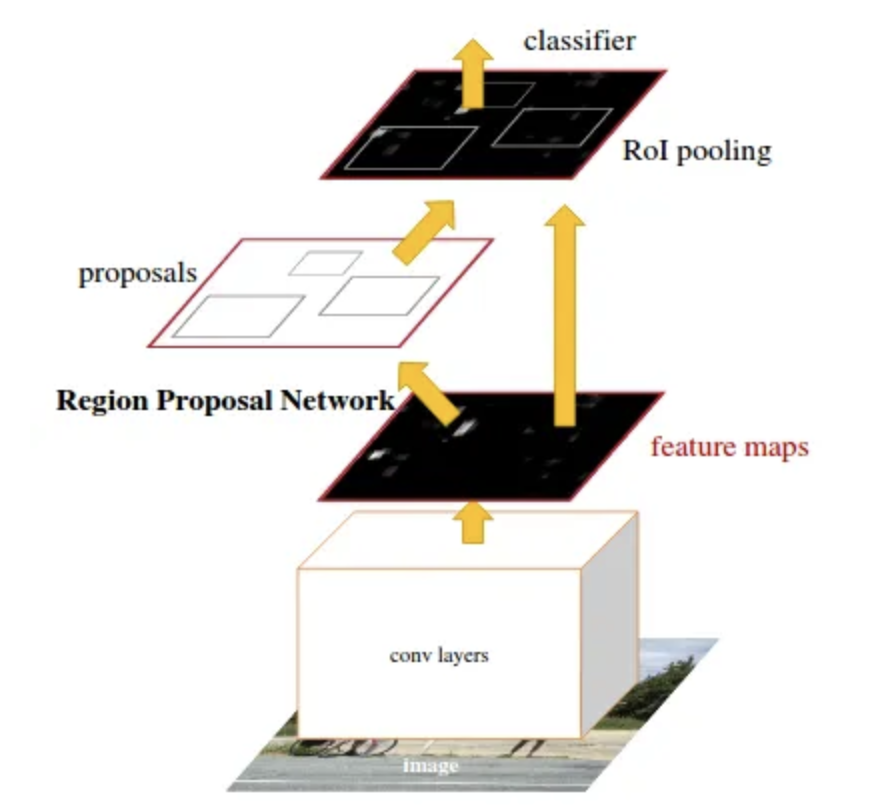 classifier
RoI pooling
proposals
Region Proposal Network
feature maps
conv layers
image